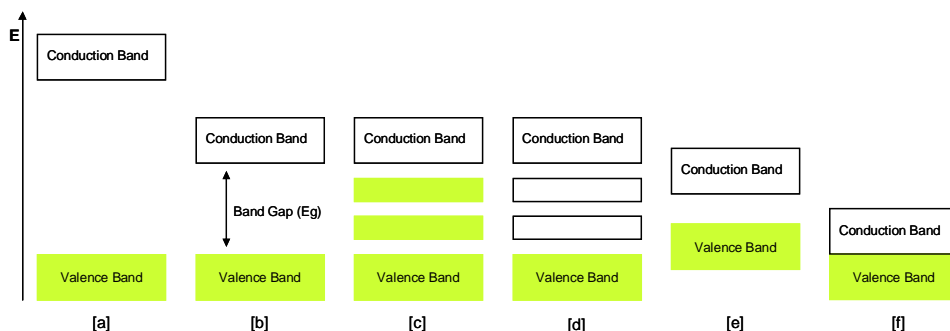 E
Conduction Band
Conduction Band
Conduction Band
Conduction Band
Conduction Band
Conduction Band
Band Gap (Eg)
Valence Band
Valence Band
Valence Band
Valence Band
Valence Band
Valence Band
[a]
[b]
[c]
[d]
[e]
[f]